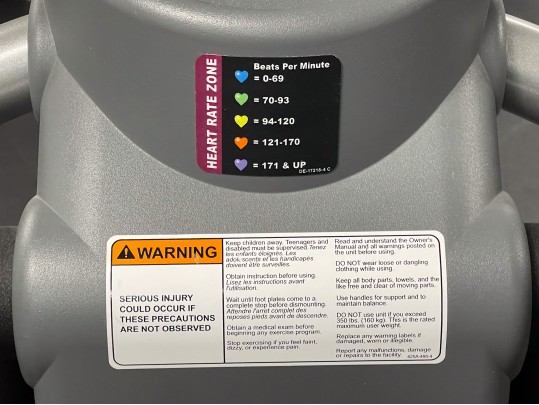 HEART RATE ZONE
Beats Per Minute
= 0-69
= 70-93
= 94-120
= 121-170
= 171 & UP
DE-17218-4 C
WARNING
SERIOUS INJURY
COULD OCCUR IF
THESE PRECAUTIONS
ARE NOT OBSERVED
Keep children away. Teenagers and
disabled must be supervised. Tenez
les enfants éloignés. Les
adolescents et les handicapés
doivent être surveillés.
Obtain instruction before using.
Lisez les instructions avant
l'utilisation.
Wait until foot plates come to a
complete stop before dismounting.
Attendre l'arret complet des
reposes pieds avant de descendre.
Obtain a medical exam before
beginning any exercise program.
Stop exercising if you feel faint,
dizzy, or experience pain.
Read and understand the Owner's
Manual and all warnings posted on
the unit before using.
DO NOT wear loose or dangling
clothing while using.
Keep all body parts, towels, and the
like free and clear of moving parts.
Use handles for support and to
maintain balance.
DO NOT use unit if you exceed
350 lbs. (160 kg). This is the rated
maximum user weight.
Replace any warning labels if
damaged, worn or illegible.
Report any malfunctions, damage
or repairs to the facility.